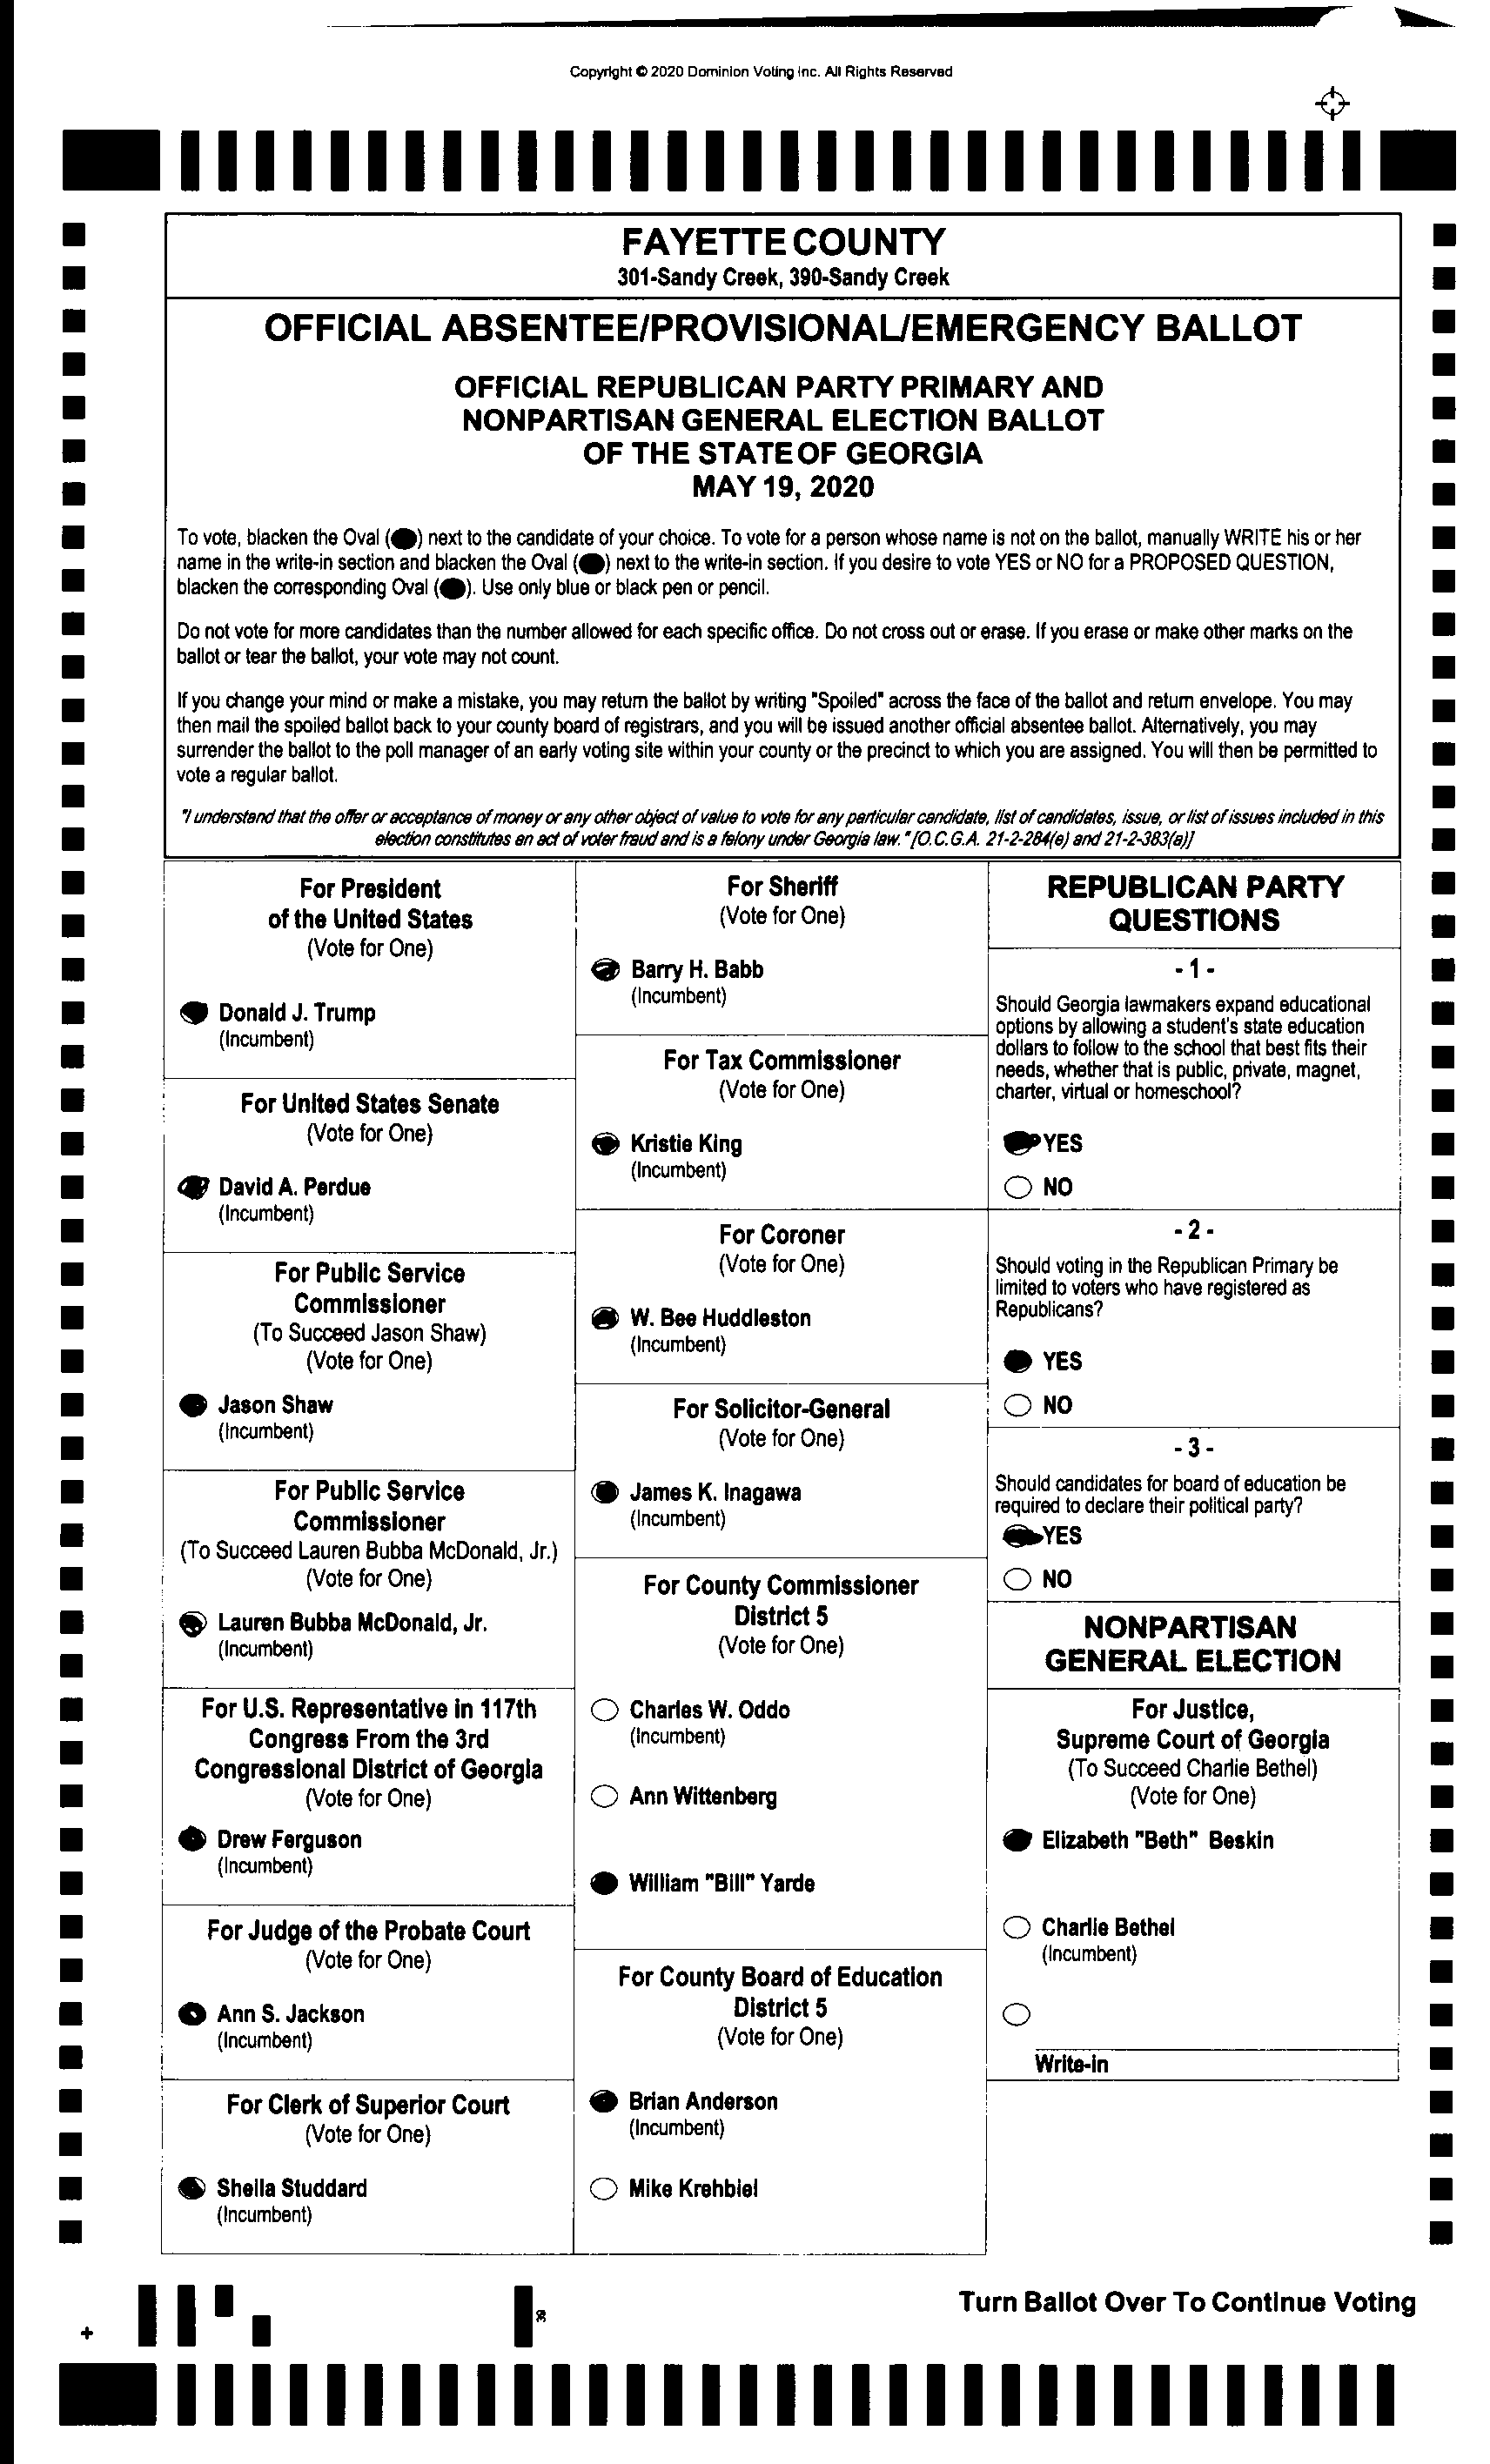 Copyright © 2020 Dominion Voting Inc. All Rights Reserved
FAYETTE COUNTY
301-Sandy Creek, 390-Sandy Creek
OFFICIAL ABSENTEE/PROVISIONAL/EMERGENCY BALLOT
OFFICIAL REPUBLICAN PARTY PRIMARY AND
NONPARTISAN GENERAL ELECTION BALLOT
OF THE STATE OF GEORGIA
MAY 19, 2020
To vote, blacken the Oval (●) next to the candidate of your choice. To vote for a person whose name is not on the ballot, manually WRITE his or her
name in the write-in section and blacken the Oval (●) next to the write-in section. If you desire to vote YES or NO for a PROPOSED QUESTION,
blacken the corresponding Oval (●). Use only blue or black pen or pencil.
Do not vote for more candidates than the number allowed for each specific office. Do not cross out or erase. If you erase or make other marks on the
ballot or tear the ballot, your vote may not count.
If you change your mind or make a mistake, you may return the ballot by writing "Spoiled" across the face of the ballot and return envelope. You may
then mail the spoiled ballot back to your county board of registrars, and you will be issued another official absentee ballot. Alternatively, you may
surrender the ballot to the poll manager of an early voting site within your county or the precinct to which you are assigned. You will then be permitted to
vote a regular ballot.
"I understand that the offer or acceptance of money or any other object of value to vote for any particular candidate, list of candidates, issue, or list of issues included in this
election constitutes an act of voter fraud and is a felony under Georgia law." [O.C.G.A. 21-2-284(e) and 21-2-383(a)]
For President
of the United States
(Vote for One)
Donald J. Trump
(Incumbent)
For United States Senate
(Vote for One)
David A. Perdue
(Incumbent)
For Public Service
Commissioner
(To Succeed Jason Shaw)
(Vote for One)
Jason Shaw
(Incumbent)
For Public Service
Commissioner
(To Succeed Lauren Bubba McDonald, Jr.)
(Vote for One)
Lauren Bubba McDonald, Jr.
(Incumbent)
For U.S. Representative in 117th
Congress From the 3rd
Congressional District of Georgia
(Vote for One)
Drew Ferguson
(Incumbent)
For Judge of the Probate Court
(Vote for One)
Ann S. Jackson
(Incumbent)
For Clerk of Superior Court
(Vote for One)
Sheila Studdard
(Incumbent)
For Sheriff
(Vote for One)
Barry H. Babb
(Incumbent)
For Tax Commissioner
(Vote for One)
Kristie King
(Incumbent)
For Coroner
(Vote for One)
W. Bee Huddleston
(Incumbent)
For Solicitor-General
(Vote for One)
James K. Inagawa
(Incumbent)
For County Commissioner
District 5
(Vote for One)
Charles W. Oddo
(Incumbent)
Ann Wittenberg
William "Bill" Yarde
For County Board of Education
District 5
(Vote for One)
Brian Anderson
(Incumbent)
Mike Krehbiel
REPUBLICAN PARTY
QUESTIONS
- 1 -
Should Georgia lawmakers expand educational
options by allowing a student's state education
dollars to follow to the school that best fits their
needs, whether that is public, private, magnet,
charter, virtual or homeschool?
YES
NO
- 2 -
Should voting in the Republican Primary be
limited to voters who have registered as
Republicans?
YES
NO
- 3 -
Should candidates for board of education be
required to declare their political party?
YES
NO
NONPARTISAN
GENERAL ELECTION
For Justice,
Supreme Court of Georgia
(To Succeed Charlie Bethel)
(Vote for One)
Elizabeth "Beth" Beskin
Charlie Bethel
(Incumbent)
Write-in
Turn Ballot Over To Continue Voting